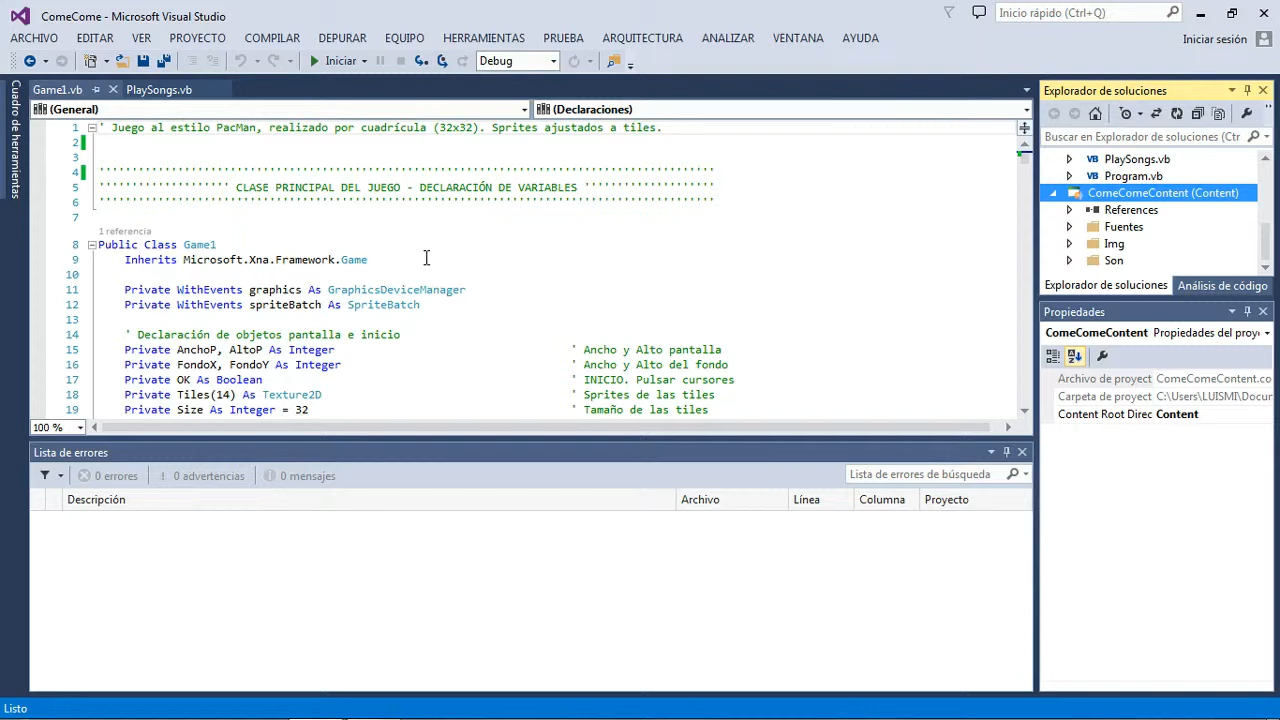 ComeCome - Microsoft Visual Studio
Inicio rápido (Ctrl+Q)
ARCHIVO EDITAR VER PROYECTO COMPILAR DEPURAR EQUIPO HERRAMIENTAS PRUEBA ARQUITECTURA ANALIZAR VENTANA AYUDA
Iniciar sesión
Iniciar Debug
Cuadro de herramientas
Game1.vb PlaySongs.vb
(General) (Declaraciones)
1 ' Juego al estilo PacMan, realizado por cuadrícula (32x32). Sprites ajustados a tiles.
2
3
4
5 CLASE PRINCIPAL DEL JUEGO - DECLARACIÓN DE VARIABLES
6
7
1 referencia
8 Public Class Game1
9 Inherits Microsoft.Xna.Framework.Game
10
11 Private WithEvents graphics As GraphicsDeviceManager
12 Private WithEvents spriteBatch As SpriteBatch
13
14 ' Declaración de objetos pantalla e inicio
15 Private AnchoP, AltoP As Integer ' Ancho y Alto pantalla
16 Private FondoX, FondoY As Integer ' Ancho y Alto del fondo
17 Private OK As Boolean ' INICIO. Pulsar cursores
18 Private Tiles(14) As Texture2D ' Sprites de las tiles
19 Private Size As Integer = 32 ' Tamaño de las tiles
100 %
Lista de errores
0 errores 0 advertencias 0 mensajes
Lista de errores de búsqueda
Descripción Archivo Línea Columna Proyecto
Explorador de soluciones
Buscar en Explorador de soluciones (Ctr
VB PlaySongs.vb
VB Program.vb
ComeComeContent (Content)
References
Fuentes
Img
Son
Explorador de soluciones Análisis de código
Propiedades
ComeComeContent Propiedades del proye
Archivo de proyect ComeComeContent.co
Carpeta de proyect C:\Users\LUISMI\Docum
Content Root Direc Content
Listo